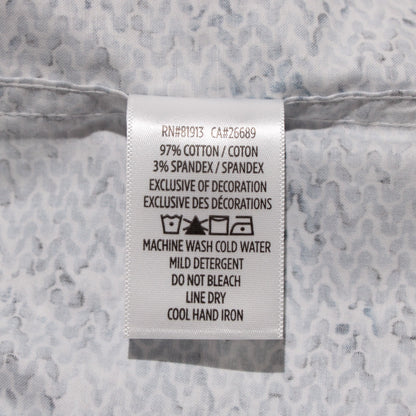 RN#81913 CA#26689
97% COTTON / COTON
3% SPANDEX / SPANDEX
EXCLUSIVE OF DECORATION
EXCLUSIVE DES DÉCORATIONS
MACHINE WASH COLD WATER
MILD DETERGENT
DO NOT BLEACH
LINE DRY
COOL HAND IRON